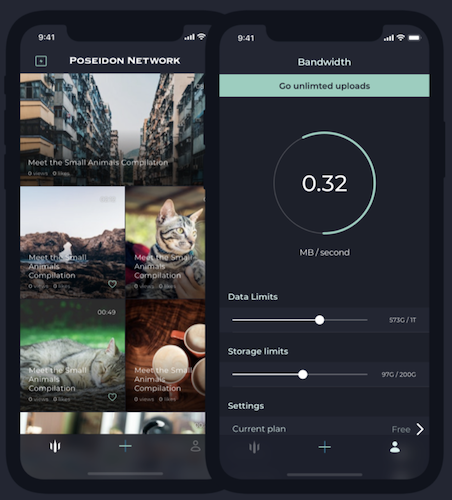 9:41
POSEIDON NETWORK
Meet the Small Animals Compilation
0 views 0 likes
Meet the Small
Animals
Compilation
0 views 0 likes
Meet the Small
Animals
Compilation
0 views 0 likes
00:49
Meet the Small
Animals
Compilation
0 views 0 likes
Meet the Small
Animals
Compilation
0 views 0 likes
9:41
Bandwidth
Go unlimted uploads
0.32
MB / second
Data Limits
573G / 1T
Storage limits
97G / 200G
Settings
Current plan
Free